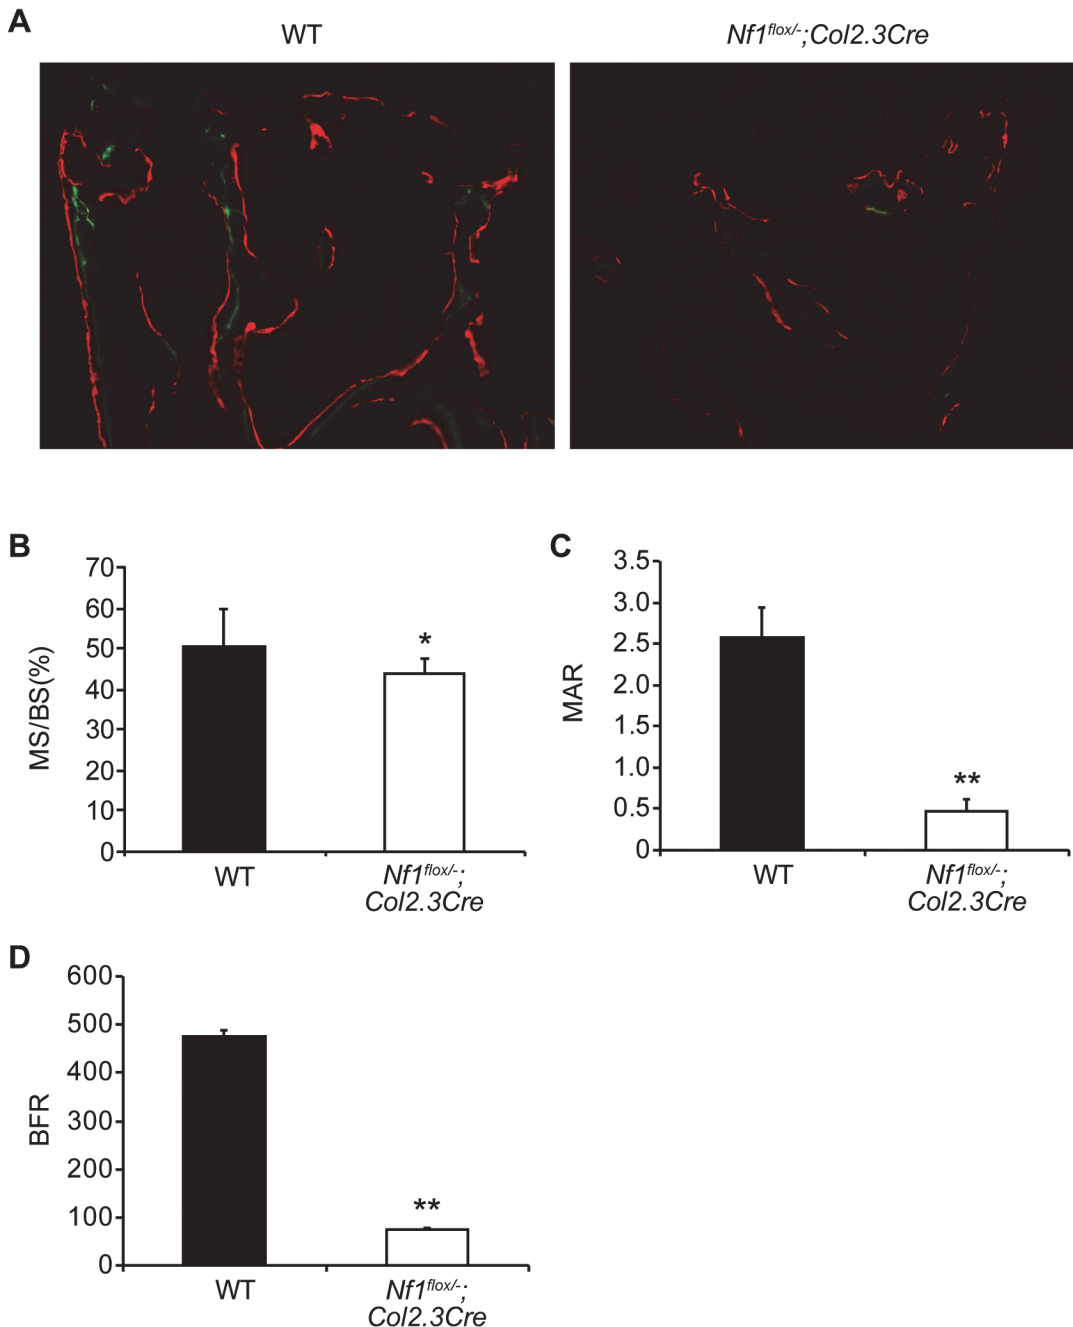 A
WT
Nf1flox/-;Col2.3Cre
B
MS/BS(%)
70
60
50
40
30
20
10
0
*
WT
Nf1flox/-;
Col2.3Cre
C
MAR
3.5
3.0
2.5
2.0
1.5
1.0
0.5
0
**
WT
Nf1flox/-;
Col2.3Cre
D
BFR
600
500
400
300
200
100
0
**
WT
Nf1flox/-;
Col2.3Cre